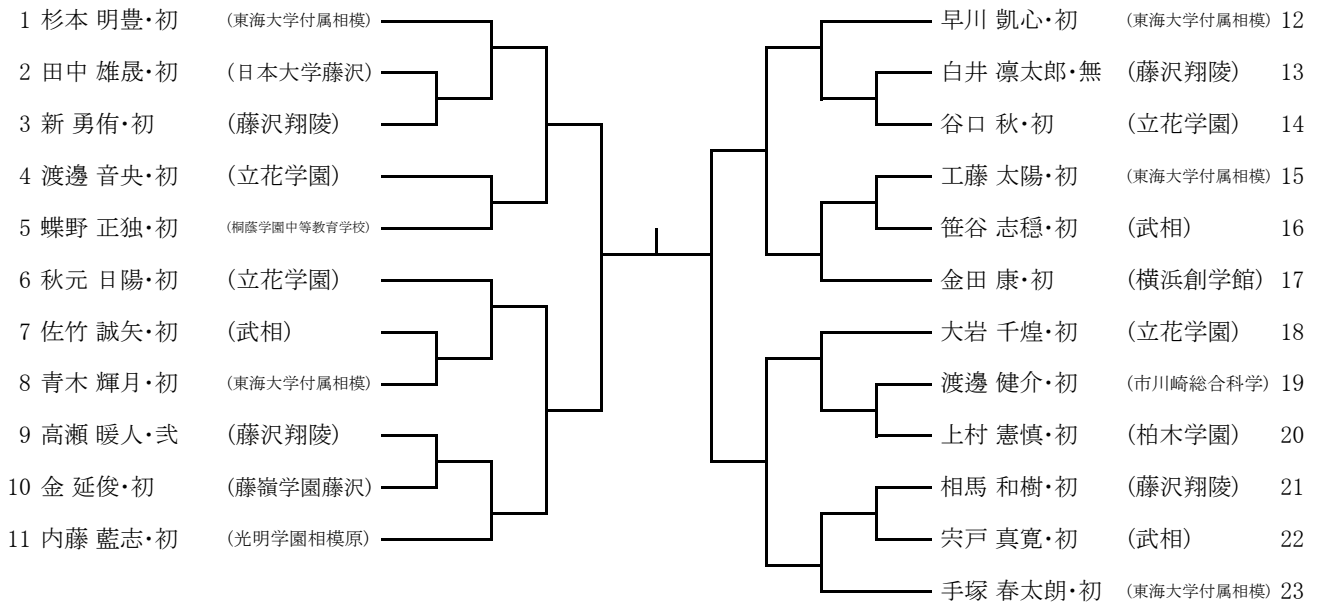 1 杉本 明豊・初 (東海大学付属相模)
2 田中 雄晟・初 (日本大学藤沢)
3 新 勇侑・初 (藤沢翔陵)
4 渡邊 音央・初 (立花学園)
5 蝶野 正独・初 (桐蔭学園中等教育学校)
6 秋元 日陽・初 (立花学園)
7 佐竹 誠矢・初 (武相)
8 青木 輝月・初 (東海大学付属相模)
9 高瀬 暖人・弐 (藤沢翔陵)
10 金 延俊・初 (藤嶺学園藤沢)
11 内藤 藍志・初 (光明学園相模原)
早川 凱心・初 (東海大学付属相模) 12
白井 凛太郎・無 (藤沢翔陵) 13
谷口 秋・初 (立花学園) 14
工藤 太陽・初 (東海大学付属相模) 15
笹谷 志穏・初 (武相) 16
金田 康・初 (横浜創学館) 17
大岩 千煌・初 (立花学園) 18
渡邊 健介・初 (市川崎総合科学) 19
上村 憲慎・初 (柏木学園) 20
相馬 和樹・初 (藤沢翔陵) 21
宍戸 真寛・初 (武相) 22
手塚 春太朗・初 (東海大学付属相模) 23